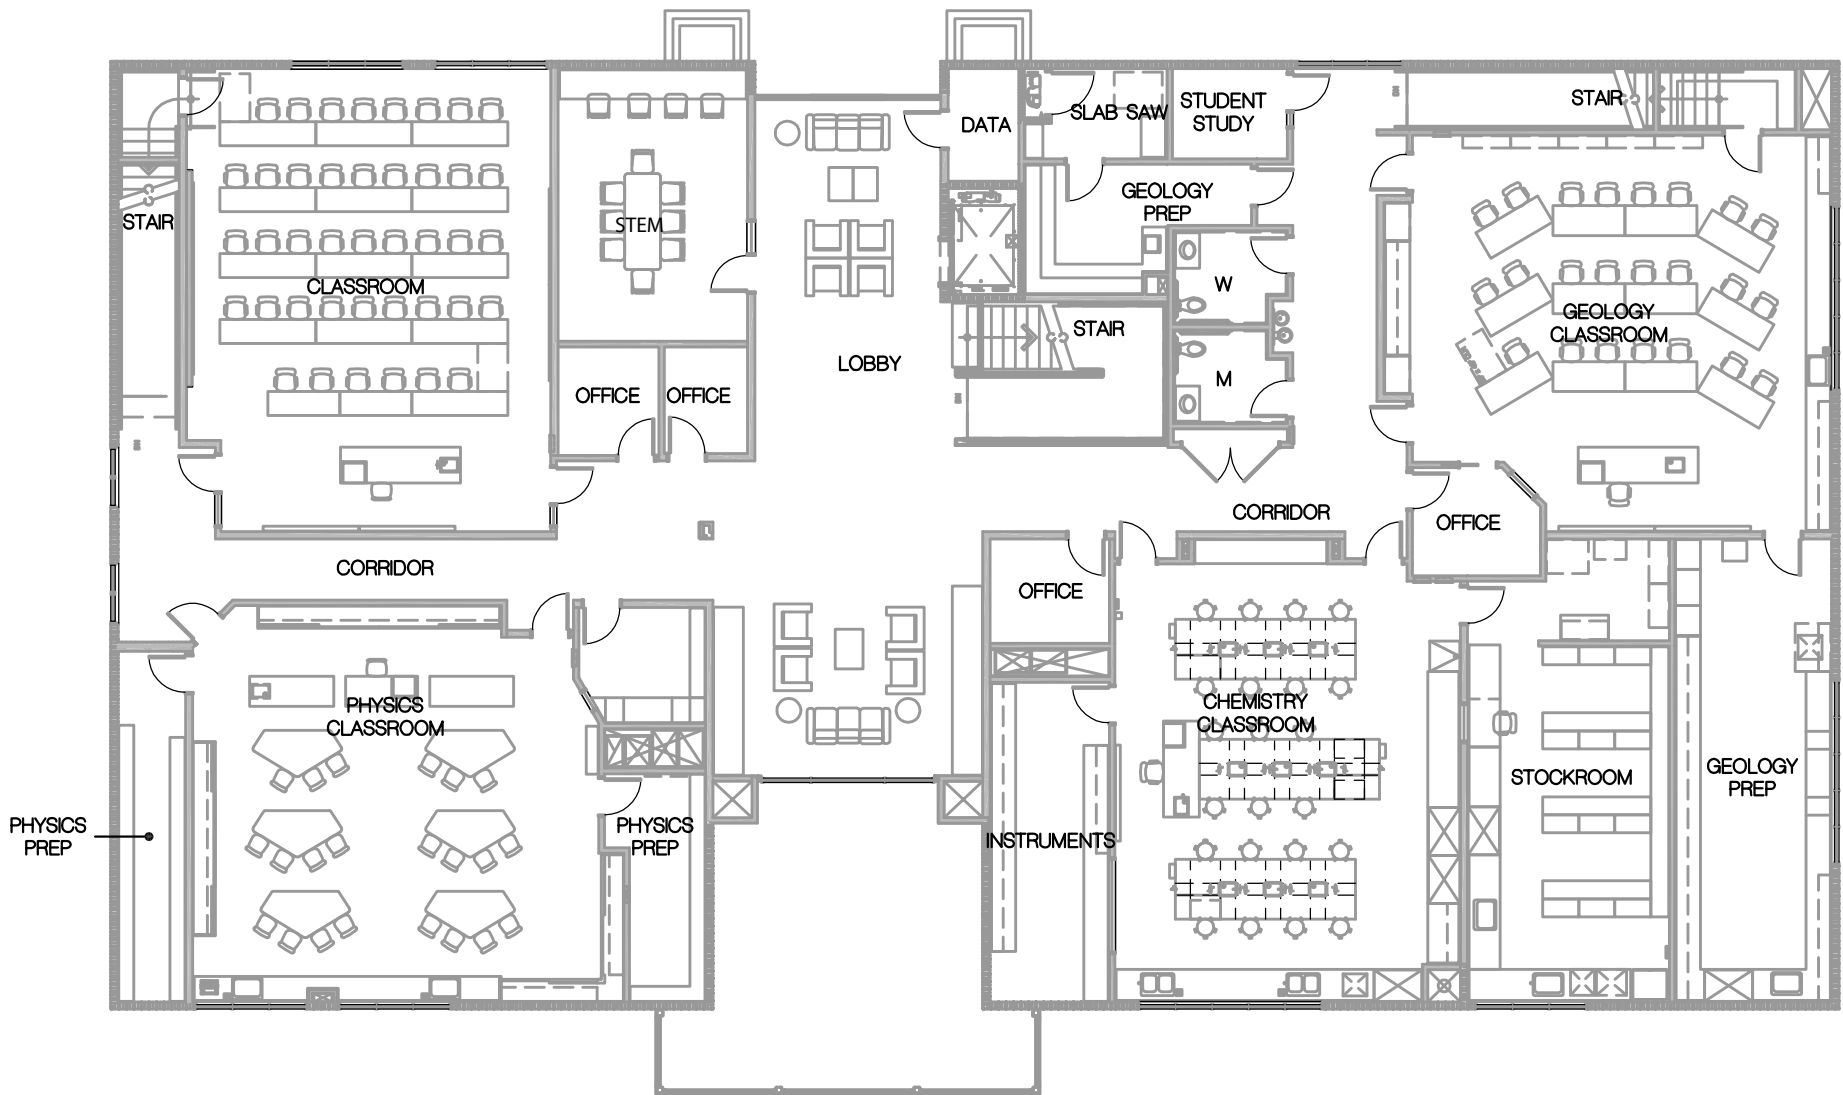 STAIR
SLAB SAW
STUDENT
STUDY
DATA
GEOLOGY
PREP
STAIR
STEM
CLASSROOM
W
GEOLOGY
CLASSROOM
STAIR
LOBBY
M
OFFICE
OFFICE
CORRIDOR
OFFICE
CORRIDOR
OFFICE
PHYSICS
CLASSROOM
CHEMISTRY
CLASSROOM
STOCKROOM
GEOLOGY
PREP
PHYSICS
PREP
PHYSICS
PREP
INSTRUMENTS